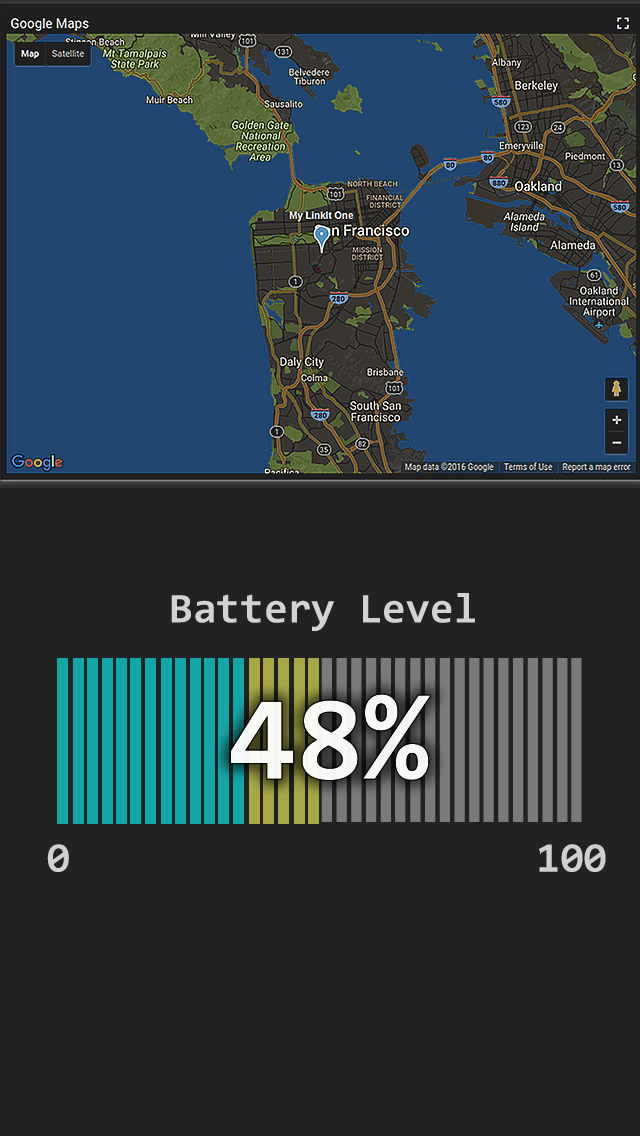 Google Maps
Map
Satellite
Stinson Beach
Mill Valley
101
131
Mt Tamalpais
State Park
Belvedere
Tiburon
Muir Beach
Sausalito
Golden Gate
National
Recreation
Area
Albany
Berkeley
580
123
24
Emeryville
Piedmont
80
80
13
880
Oakland
580
NORTH BEACH
101
FINANCIAL
DISTRICT
My LinkIt One
n Francisco
MISSION
DISTRICT
Alameda
Island
Alameda
1
280
61
Oakland
International
Airport
Daly City
Colma
Brisbane
101
South San
Francisco
280
1
35
82
Pacifica
Google
+
−
Map data ©2016 Google
Terms of Use
Report a map error
Battery Level
48%
0
100